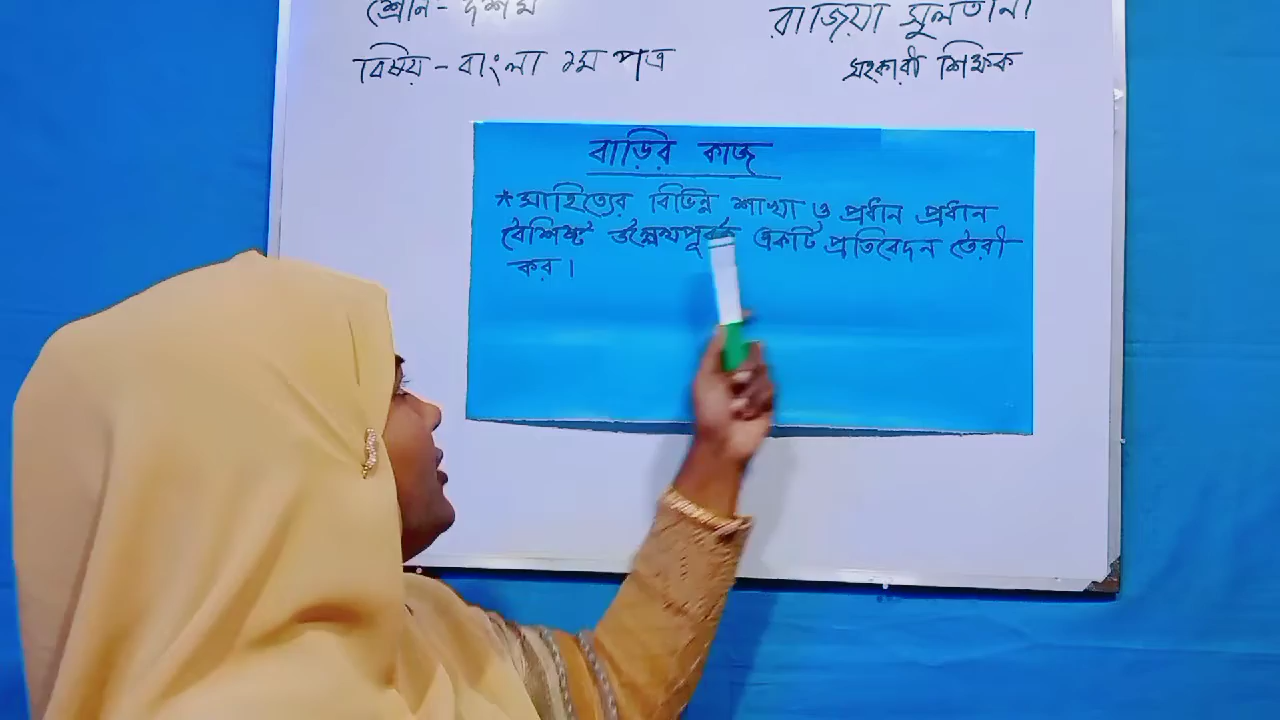 শ্রেনি - দশম
রাজিয়া সুলতানা
বিষয় - বাংলা ১ম পত্র
সহকারী শিক্ষক
বাড়ির কাজ
* সাহিত্যের বিভিন্ন শাখা ও প্রধান প্রধান
বৈশিষ্ট উল্লেখপূর্বক একটি প্রতিবেদন তৈরী
কর।